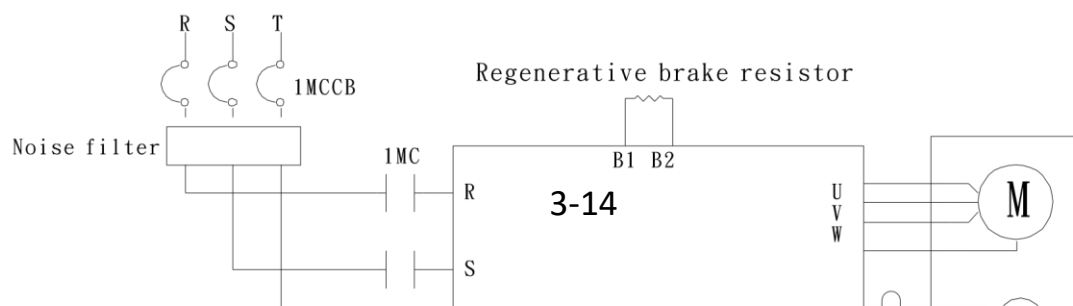 R S T
1MCCB
Regenerative brake resistor
Noise filter
1MC
B1 B2
R
3-14
U
V
W
M
S